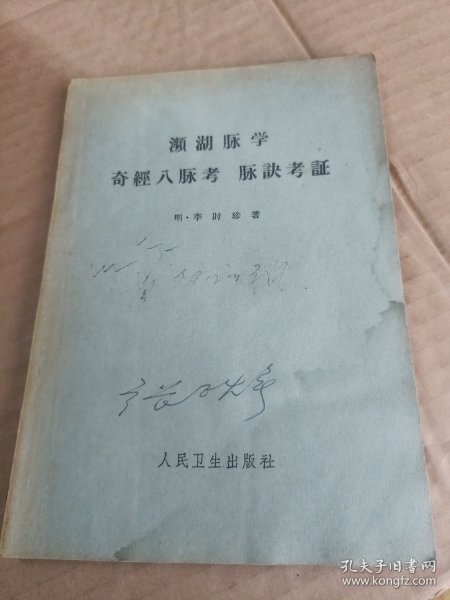 瀕湖脉学
奇經八脉考 脉訣考証
明·李时珍著
人民卫生出版社
孔夫子旧书网
www.kongfz.com